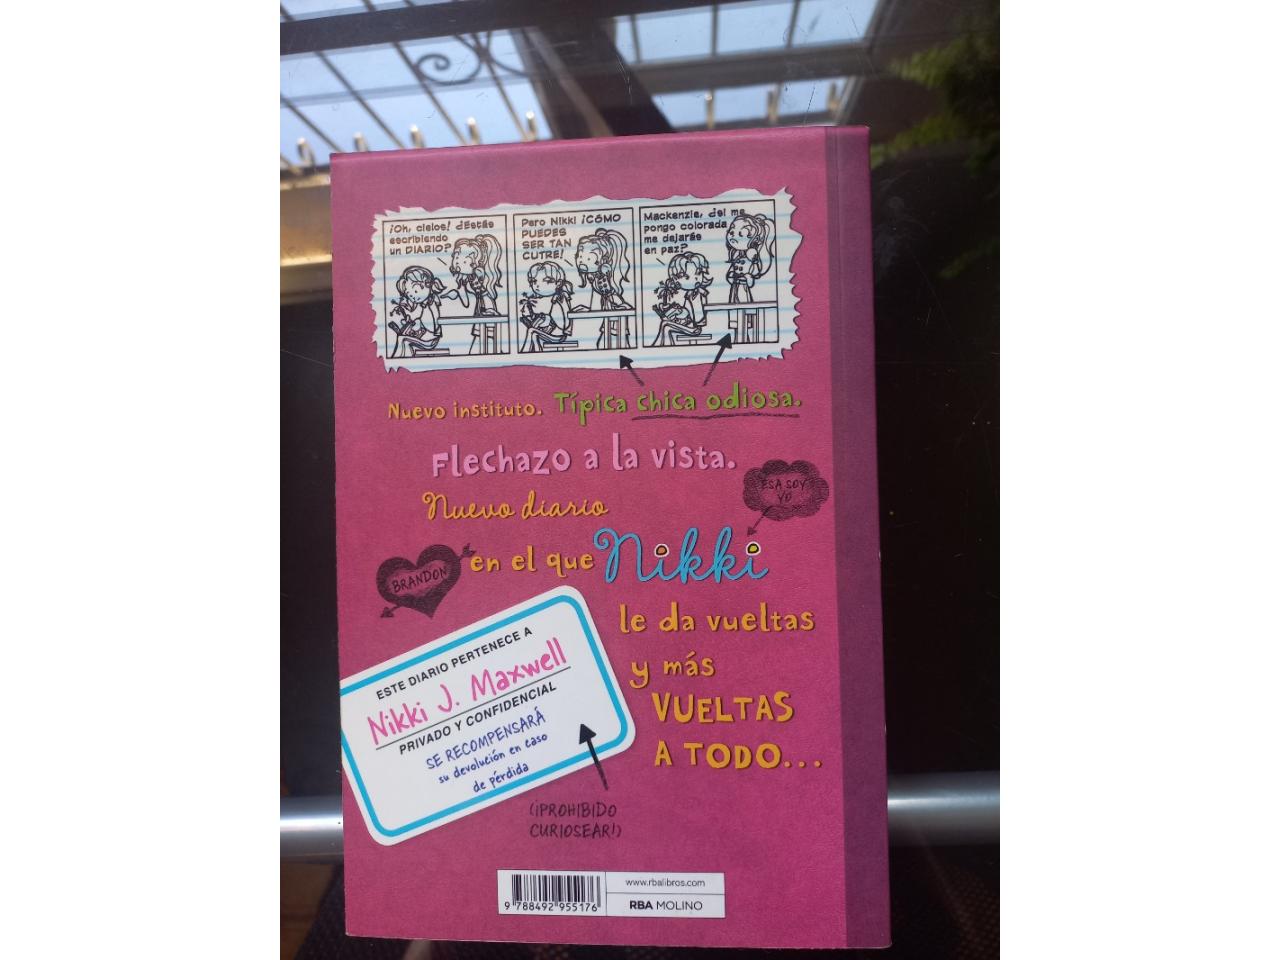 ¡Oh, cielos! ¿Estás
escribiendo
un DIARIO?
Pero Nikki ¡CÓMO
PUEDES
SER TAN
CUTRE!
Mackenzie, ¿si me
pongo colorada
me dejarás
en paz?
Nuevo instituto. Típica chica odiosa.
Flechazo a la vista.
ESA SOY
YO
Nuevo diario
BRANDON
en el que Nikki
le da vueltas
y más
VUELTAS
A TODO...
ESTE DIARIO PERTENECE A
Nikki J. Maxwell
PRIVADO Y CONFIDENCIAL
SE RECOMPENSARÁ
su devolución en caso
de pérdida
(¡PROHIBIDO
CURIOSEAR!)
9 788492 955176
www.rbalibros.com
RBA MOLINO